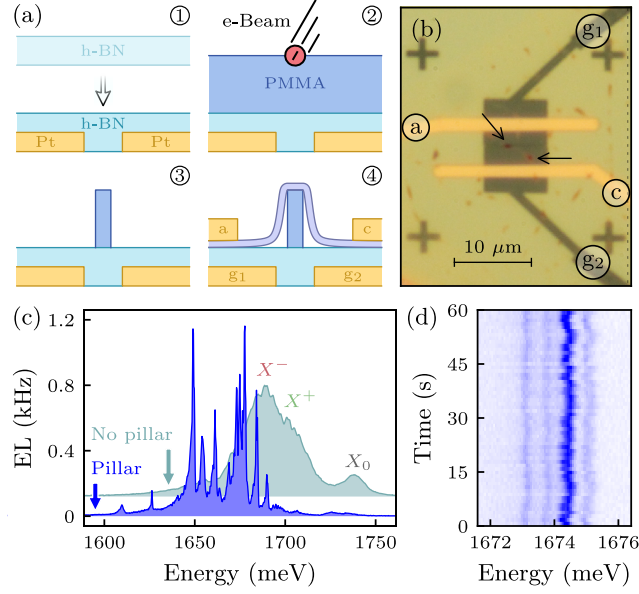 (a)
①
②
h-BN
h-BN
Pt
Pt
e-Beam
PMMA
③
④
a
c
g₁
g₂
(b)
g₁
a
c
g₂
10 μm
(c)
EL (kHz)
1.2
0.8
0.4
0
No pillar
Pillar
X⁻
X⁺
X₀
1600
1650
1700
1750
Energy (meV)
(d)
Time (s)
60
45
30
15
0
1672
1674
1676
Energy (meV)